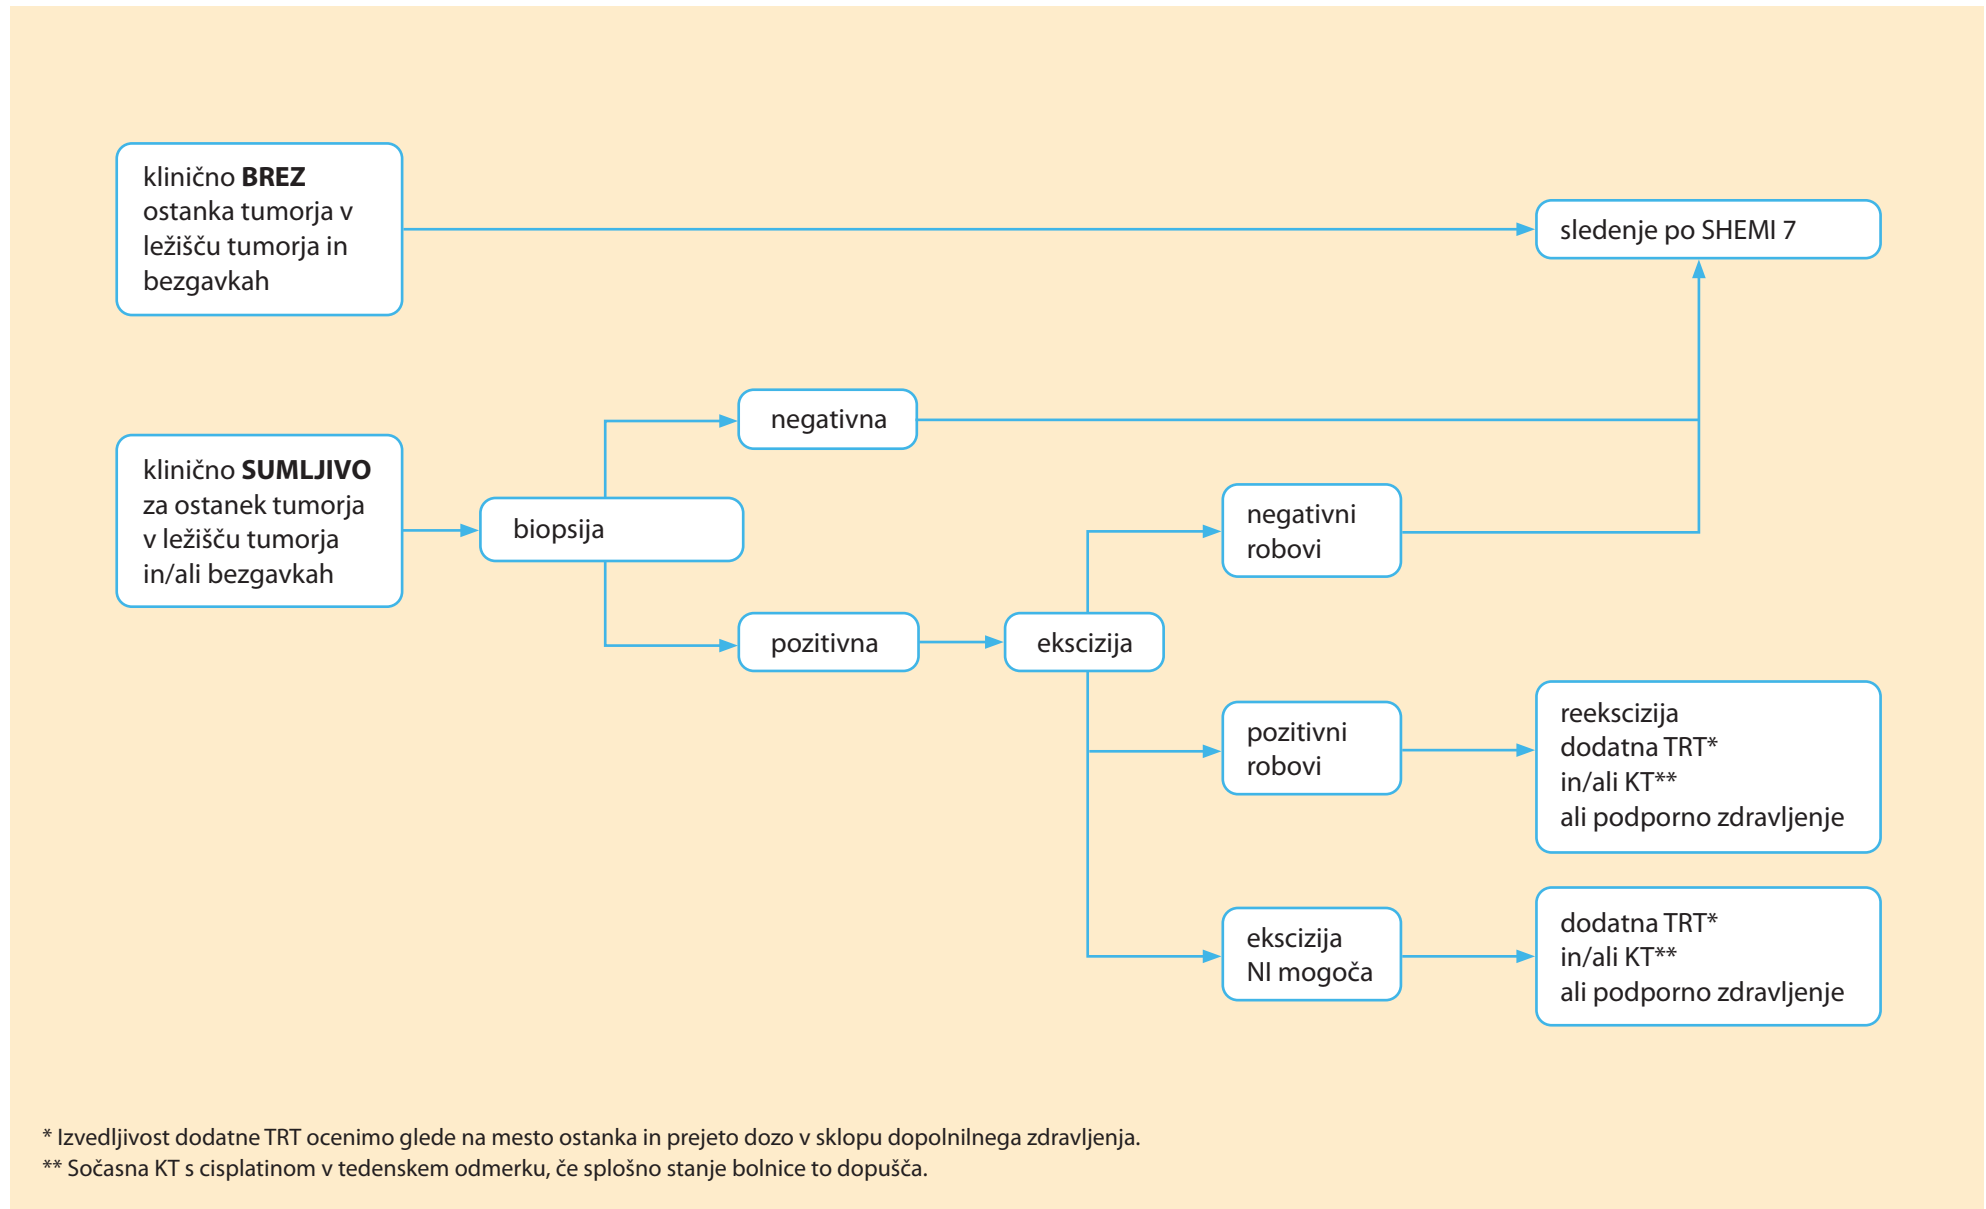 klinično BREZ
ostanka tumorja v
ležišču tumorja in
bezgavkah
sledenje po SHEMI 7
klinično SUMLJIVO
za ostanek tumorja
v ležišču tumorja
in/ali bezgavkah
biopsija
negativna
pozitivna
ekscizija
negativni
robovi
pozitivni
robovi
reekscizija
dodatna TRT*
in/ali KT**
ali podporno zdravljenje
ekscizija
NI mogoča
dodatna TRT*
in/ali KT**
ali podporno zdravljenje
* Izvedljivost dodatne TRT ocenimo glede na mesto ostanka in prejeto dozo v sklopu dopolnilnega zdravljenja.
** Sočasna KT s cisplatinom v tedenskem odmerku, če splošno stanje bolnice to dopušča.